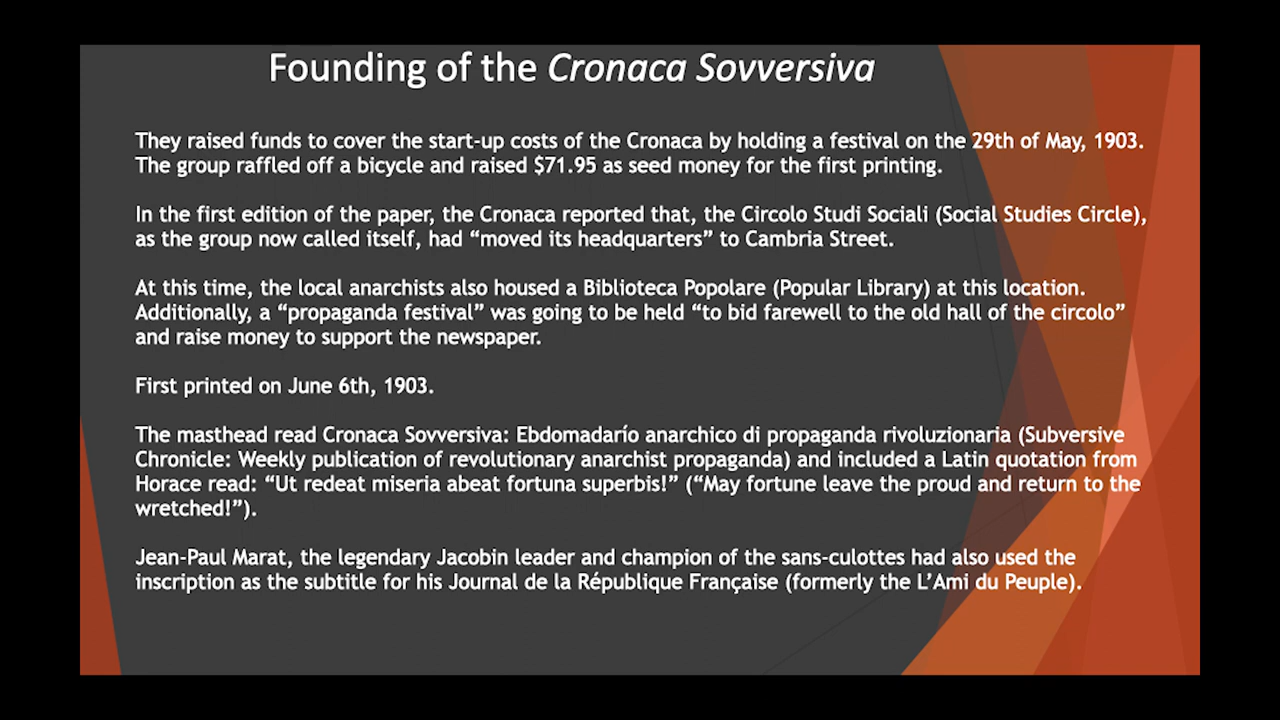 Founding of the Cronaca Sovversiva
They raised funds to cover the start-up costs of the Cronaca by holding a festival on the 29th of May, 1903.
The group raffled off a bicycle and raised $71.95 as seed money for the first printing.
In the first edition of the paper, the Cronaca reported that, the Circolo Studi Sociali (Social Studies Circle),
as the group now called itself, had “moved its headquarters” to Cambria Street.
At this time, the local anarchists also housed a Biblioteca Popolare (Popular Library) at this location.
Additionally, a “propaganda festival” was going to be held “to bid farewell to the old hall of the circolo”
and raise money to support the newspaper.
First printed on June 6th, 1903.
The masthead read Cronaca Sovversiva: Ebdomadarío anarchico di propaganda rivoluzionaria (Subversive
Chronicle: Weekly publication of revolutionary anarchist propaganda) and included a Latin quotation from
Horace read: “Ut redeat miseria abeat fortuna superbis!” (“May fortune leave the proud and return to the
wretched!”).
Jean-Paul Marat, the legendary Jacobin leader and champion of the sans-culottes had also used the
inscription as the subtitle for his Journal de la République Française (formerly the L’Ami du Peuple).